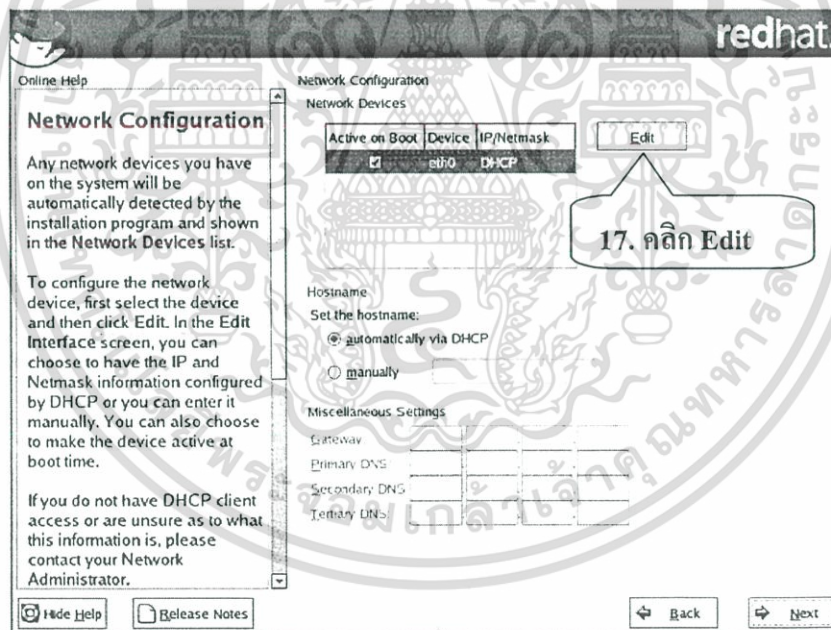 redhat.
Online Help
Network Configuration
Any network devices you have
on the system will be
automatically detected by the
installation program and shown
in the Network Devices list.
To configure the network
device, first select the device
and then click Edit. In the Edit
Interface screen, you can
choose to have the IP and
Netmask information configured
by DHCP or you can enter it
manually. You can also choose
to make the device active at
boot time.
If you do not have DHCP client
access or are unsure as to what
this information is, please
contact your Network
Administrator.
Hide Help
Release Notes
Network Configuration
Network Devices
Active on Boot Device IP/Netmask
eth0 DHCP
Edit
17. คลิก Edit
Hostname
Set the hostname:
automatically via DHCP
manually
Miscellaneous Settings
Gateway
Primary DNS
Secondary DNS
Tertiary DNS
Back
Next